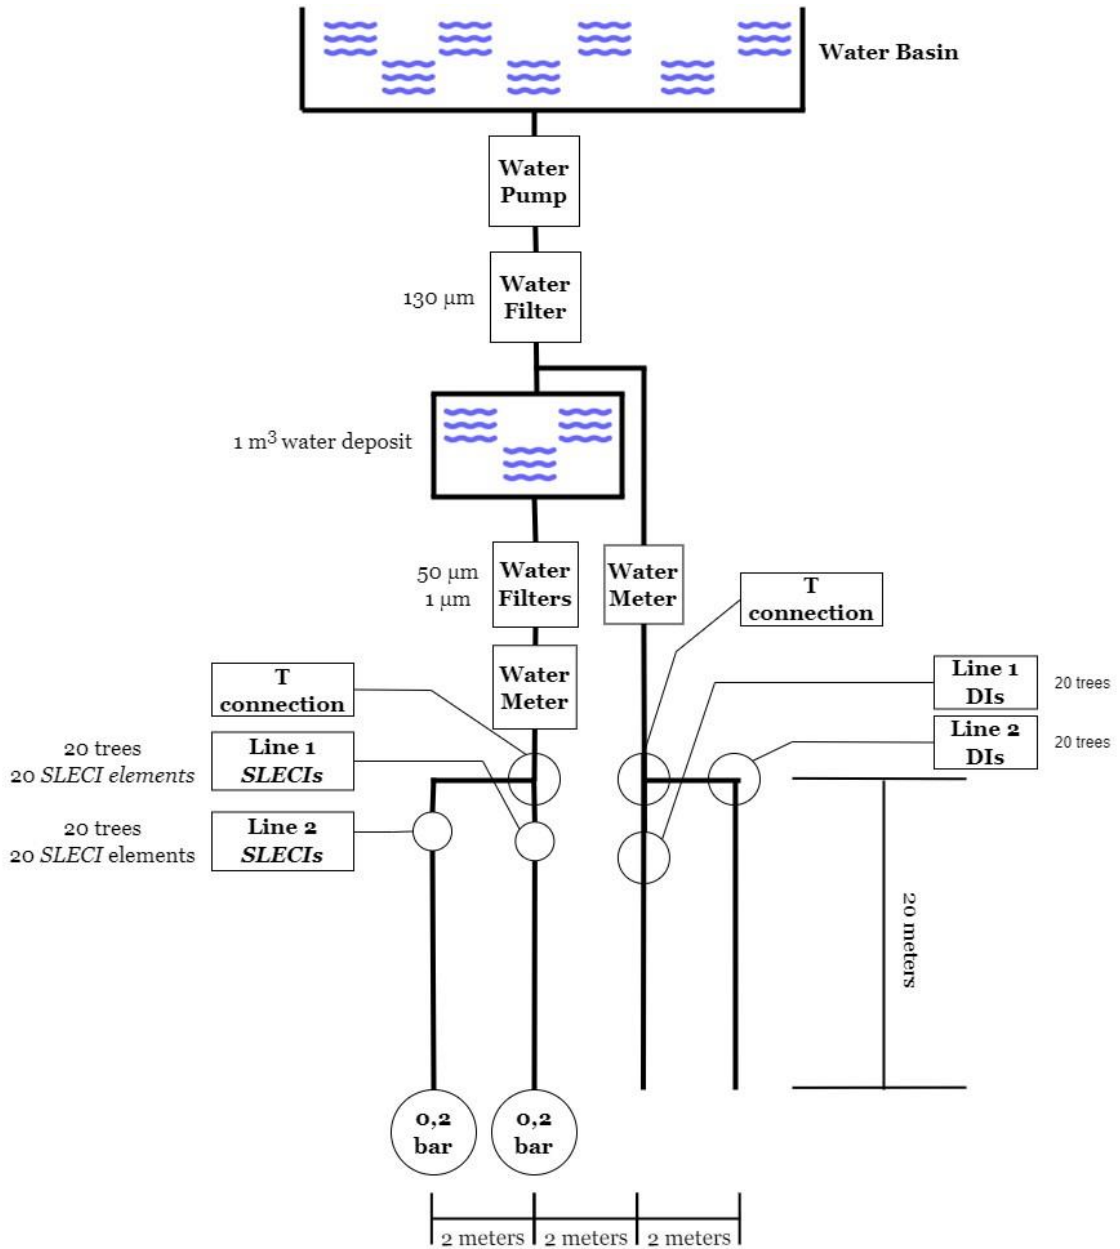 Water Basin
Water
Pump
130 μm
Water
Filter
1 m³ water deposit
50 μm
1 μm
Water
Filters
Water
Meter
T
connection
Water
Meter
T
connection
Line 1
DIs
20 trees
Line 2
DIs
20 trees
20 trees
20 SLECI elements
Line 1
SLECIs
20 trees
20 SLECI elements
Line 2
SLECIs
20 meters
0,2
bar
0,2
bar
2 meters
2 meters
2 meters